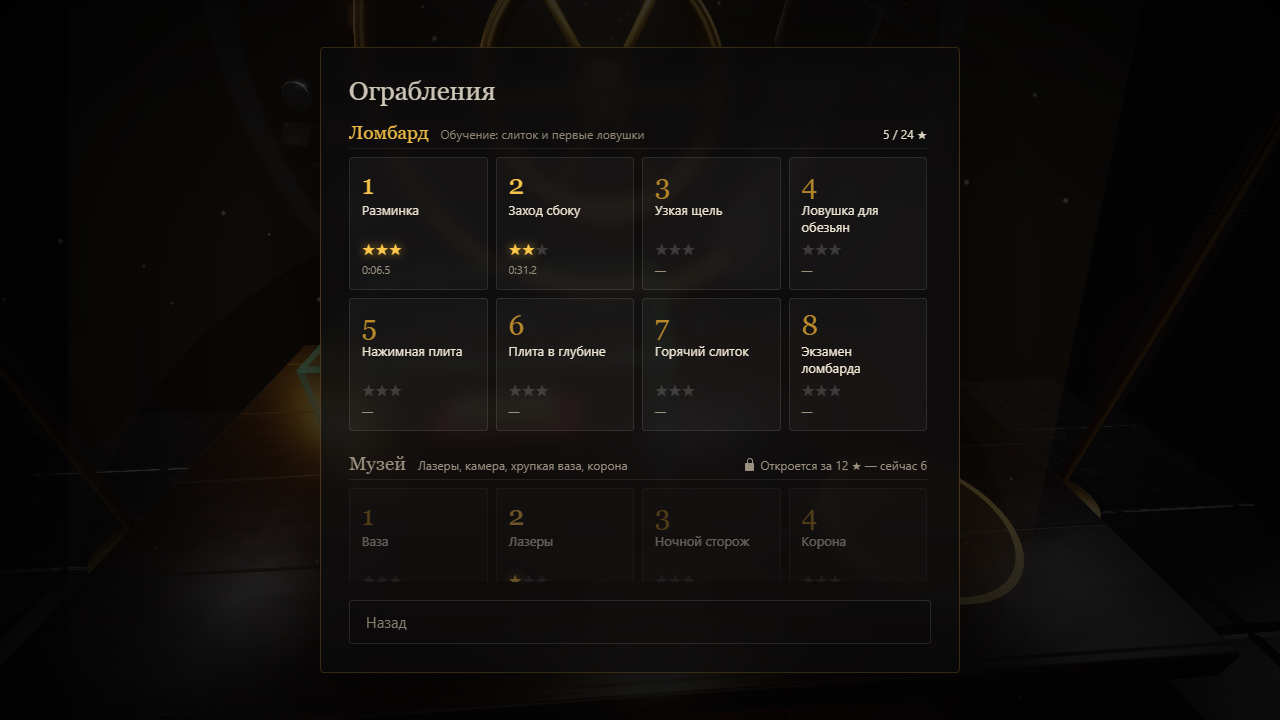 Ограбления
Ломбард Обучение: слиток и первые ловушки 5 / 24 ★
1 2 3 4
Разминка Заход сбоку Узкая щель Ловушка для
обезьян
★★★ ★★★ ★★★ ★★★
0:06.5 0:31.2 — —
5 6 7 8
Нажимная плита Плита в глубине Горячий слиток Экзамен
ломбарда
★★★ ★★★ ★★★ ★★★
— — — —
Музей Лазеры, камера, хрупкая ваза, корона Откроется за 12 ★ — сейчас 6
1 2 3 4
Ваза Лазеры Ночной сторож Корона
★★★ ★★★ ★★★ ★★★
Назад